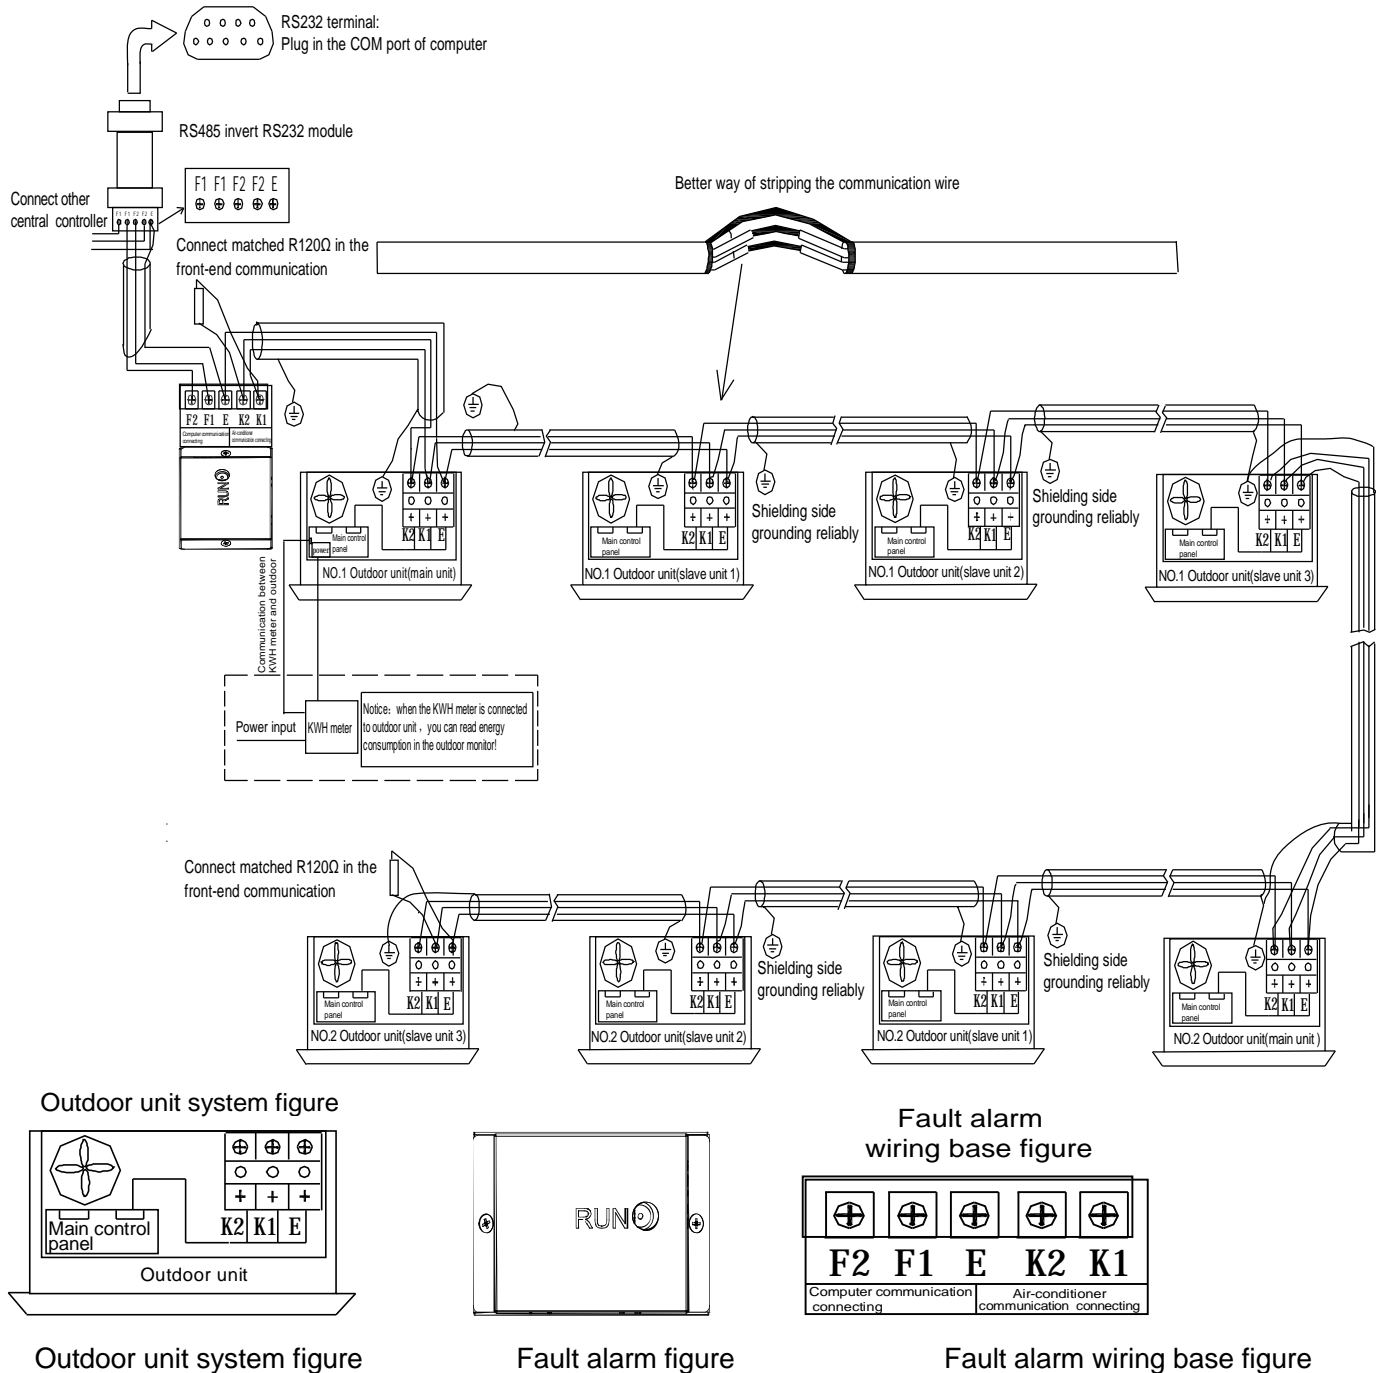 RS232 terminal:
Plug in the COM port of computer
RS485 invert RS232 module
F1 F1 F2 F2 E
Connect other
central controller
F1 F1 F2 F2 E
Better way of stripping the communication wire
Connect matched R120Ω in the
front-end communication
F2 F1 E K2 K1
Computer communication
connecting
Air-conditioner
communication connecting
RUN
Main control
panel
power
K2 K1 E
NO.1 Outdoor unit(main unit)
Main control
panel
K2 K1 E
NO.1 Outdoor unit(slave unit 1)
Shielding side
grounding reliably
Main control
panel
K2 K1 E
NO.1 Outdoor unit(slave unit 2)
Shielding side
grounding reliably
Main control
panel
K2 K1 E
NO.1 Outdoor unit(slave unit 3)
Communication between
KWH meter and outdoor
Power input
KWH meter
Notice: when the KWH meter is connected
to outdoor unit , you can read energy
consumption in the outdoor monitor!
Connect matched R120Ω in the
front-end communication
Main control
panel
K2 K1 E
NO.2 Outdoor unit(slave unit 3)
Main control
panel
K2 K1 E
NO.2 Outdoor unit(slave unit 2)
Shielding side
grounding reliably
Main control
panel
K2 K1 E
NO.2 Outdoor unit(slave unit 1)
Shielding side
grounding reliably
Main control
panel
K2 K1 E
NO.2 Outdoor unit(main unit )
Outdoor unit system figure
Main control
panel
K2 K1 E
Outdoor unit
RUN
Fault alarm
wiring base figure
F2 F1 E K2 K1
Computer communication
connecting
Air-conditioner
communication connecting
Outdoor unit system figure
Fault alarm figure
Fault alarm wiring base figure